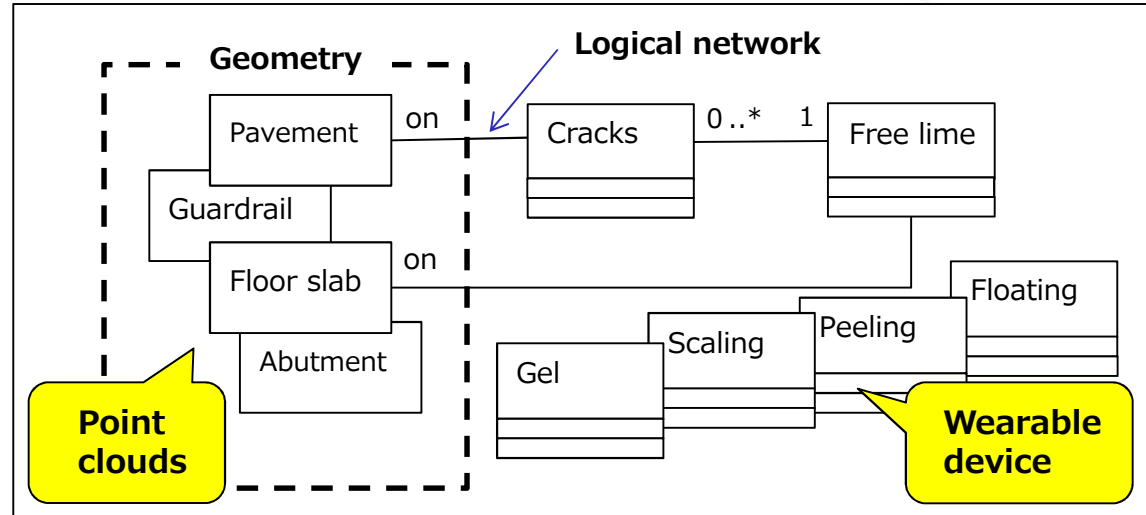 Geometry
Logical network
Pavement
on
Cracks
0 ..*
1
Free lime
Guardrail
Floor slab
on
Abutment
Gel
Scaling
Peeling
Floating
Point
clouds
Wearable
device